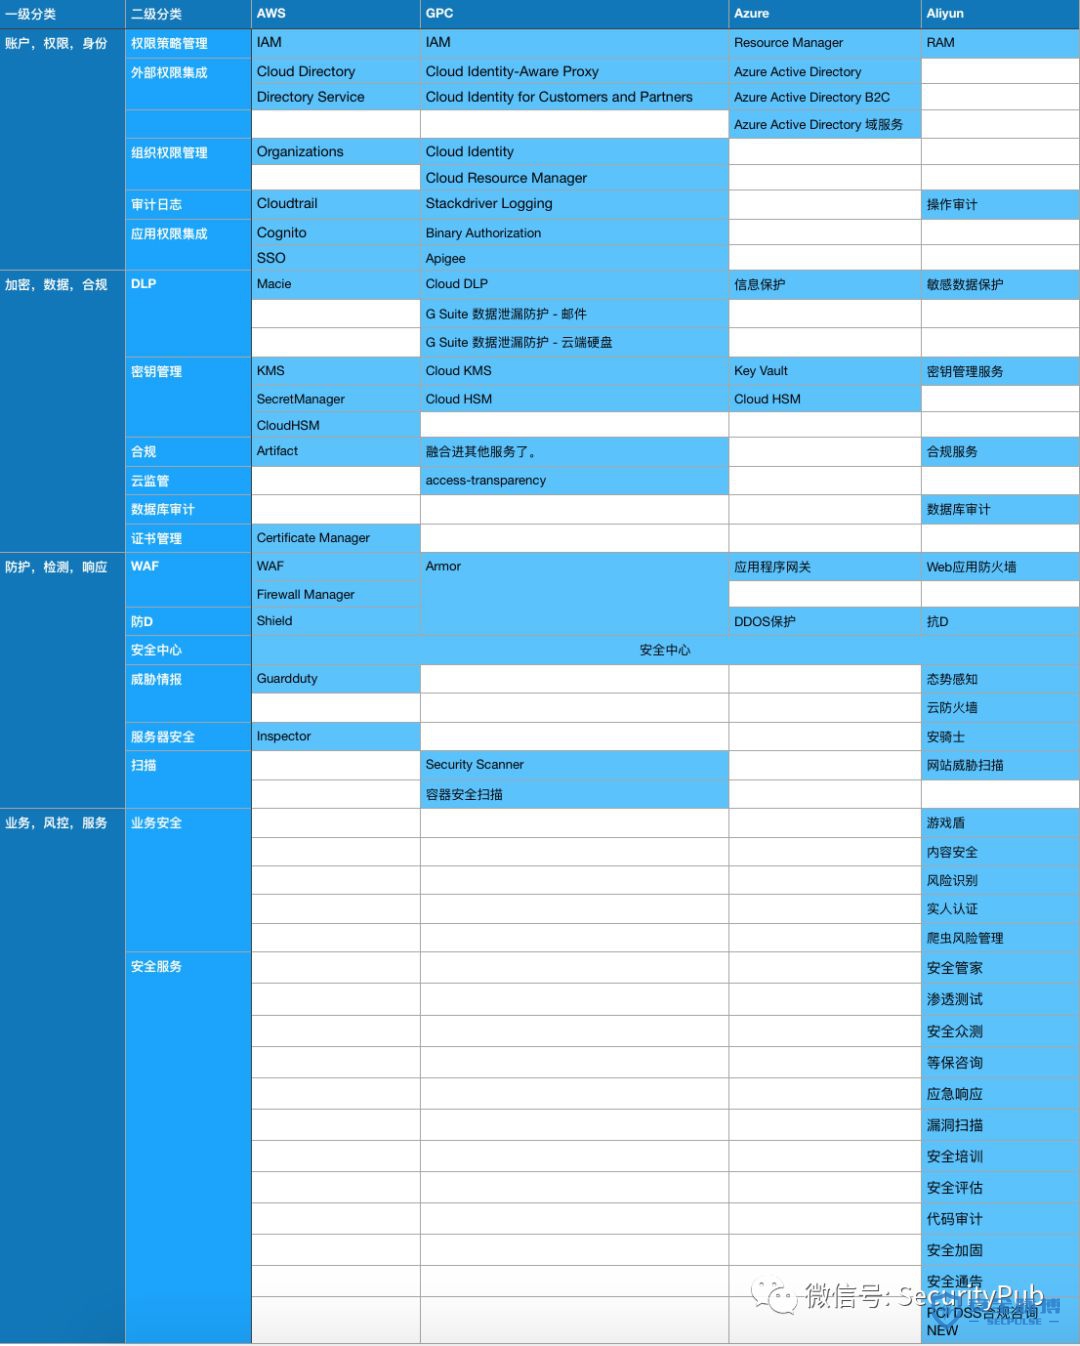 一级分类 二级分类 AWS GPC Azure Aliyun
账户，权限，身份 权限策略管理 IAM IAM Resource Manager RAM
外部权限集成 Cloud Directory Cloud Identity-Aware Proxy Azure Active Directory
Directory Service Cloud Identity for Customers and Partners Azure Active Directory B2C
Azure Active Directory 域服务
组织权限管理 Organizations Cloud Identity
Cloud Resource Manager
审计日志 Cloudtrail Stackdriver Logging 操作审计
应用权限集成 Cognito Binary Authorization
SSO Apigee
加密，数据，合规 DLP Macie Cloud DLP 信息保护 敏感数据保护
G Suite 数据泄漏防护 - 邮件
G Suite 数据泄漏防护 - 云端硬盘
密钥管理 KMS Cloud KMS Key Vault 密钥管理服务
SecretManager Cloud HSM Cloud HSM
CloudHSM
合规 Artifact 融合进其他服务了。 合规服务
云监管 access-transparency
数据库审计 数据库审计
证书管理 Certificate Manager
防护，检测，响应 WAF WAF Armor 应用程序网关 Web应用防火墙
Firewall Manager
防D Shield DDOS保护 抗D
安全中心 安全中心
威胁情报 Guardduty 态势感知
云防火墙
服务器安全 Inspector 安骑士
扫描 Security Scanner 网站威胁扫描
容器安全扫描
业务，风控，服务 业务安全 游戏盾
内容安全
风险识别
实人认证
爬虫风险管理
安全服务 安全管家
渗透测试
安全众测
等保咨询
应急响应
漏洞扫描
安全培训
安全评估
代码审计
安全加固
安全通告
微信号: SecurityPub
PCI DSS合规咨询
SECPULSE
NEW